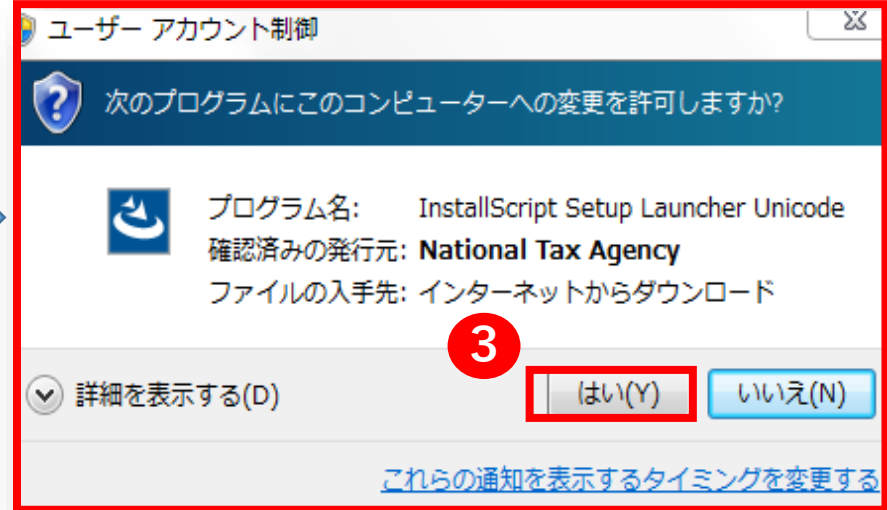 ユーザー アカウント制御
次のプログラムにこのコンピューターへの変更を許可しますか?
プログラム名: InstallScript Setup Launcher Unicode
確認済みの発行元: National Tax Agency
ファイルの入手先: インターネットからダウンロード
3
詳細を表示する(D) はい(Y) いいえ(N)
これらの通知を表示するタイミングを変更する